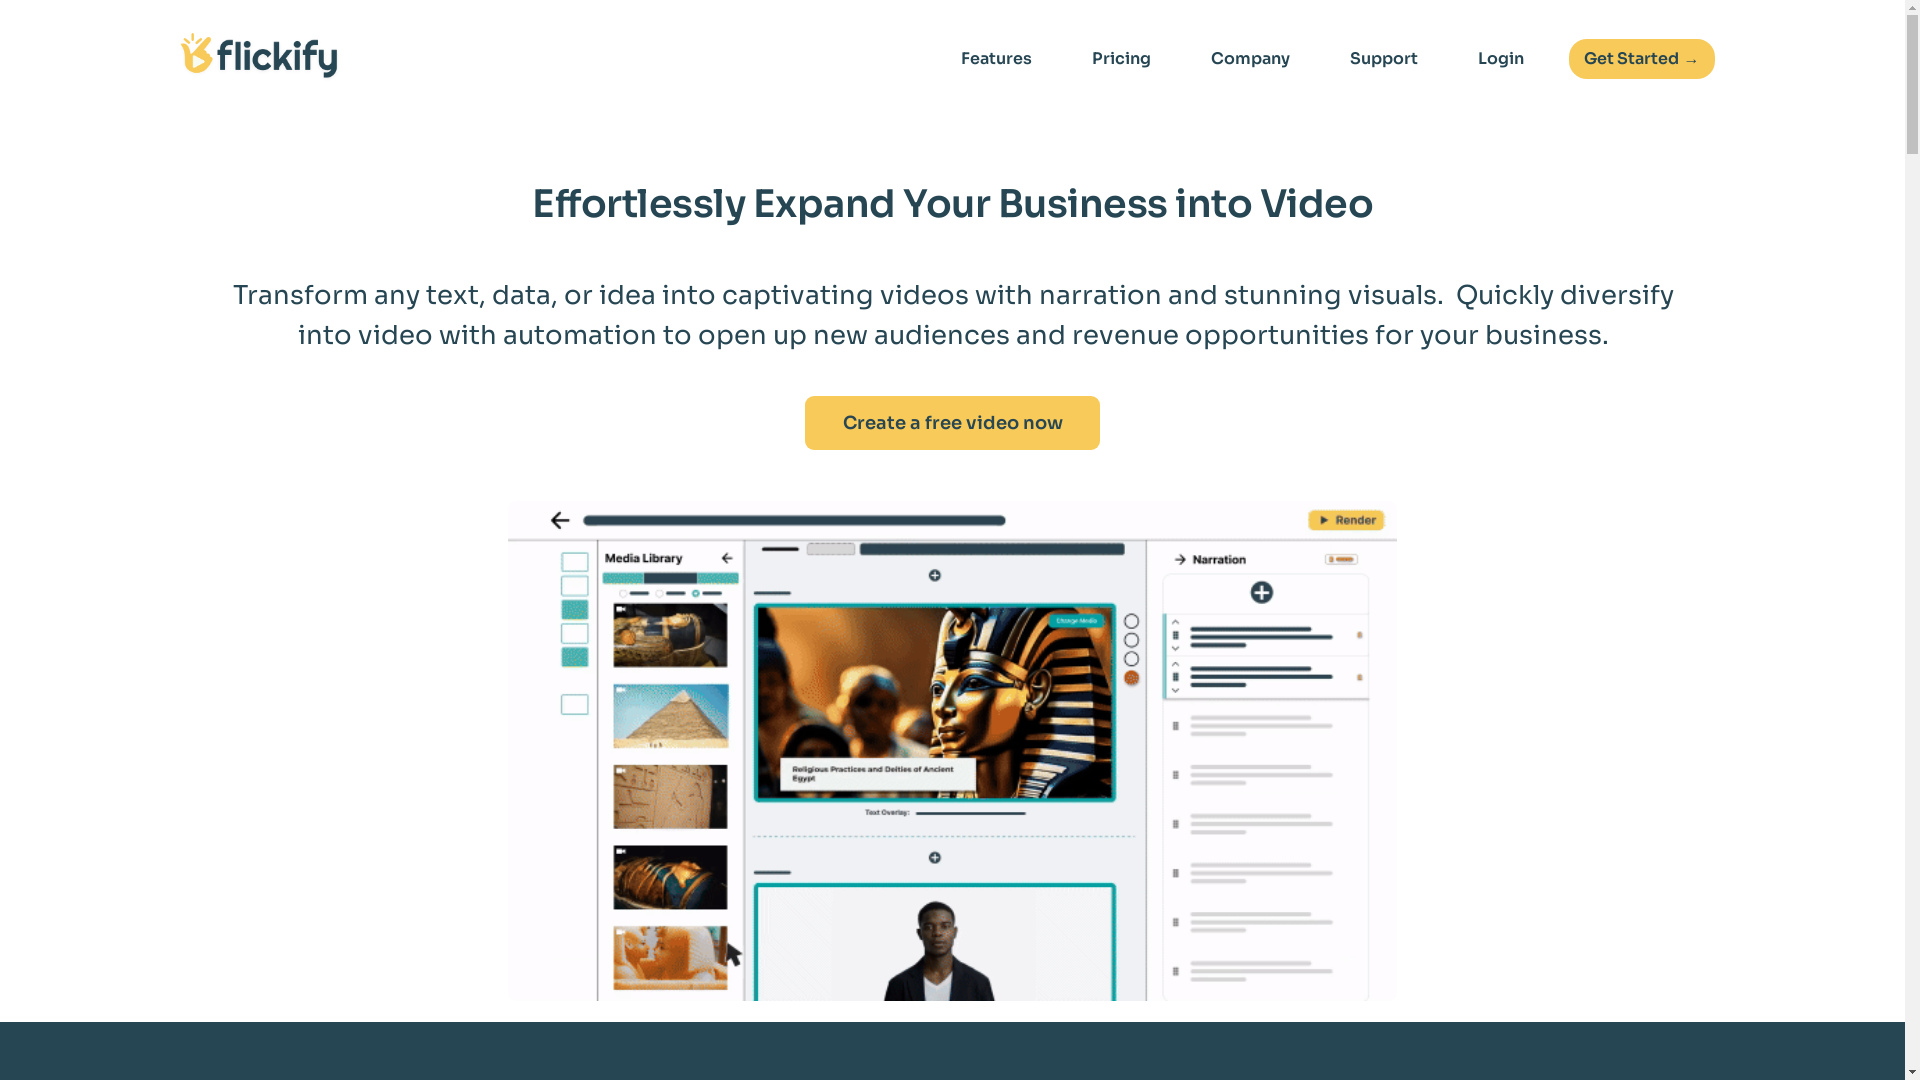 flickify
Features
Pricing
Company
Support
Login
Get Started →
Effortlessly Expand Your Business into Video
Transform any text, data, or idea into captivating videos with narration and stunning visuals. Quickly diversify
into video with automation to open up new audiences and revenue opportunities for your business.
Create a free video now
Render
Media Library
Narration
Change Media
Religious Practices and Deities of Ancient
Egypt
Text Overlay: